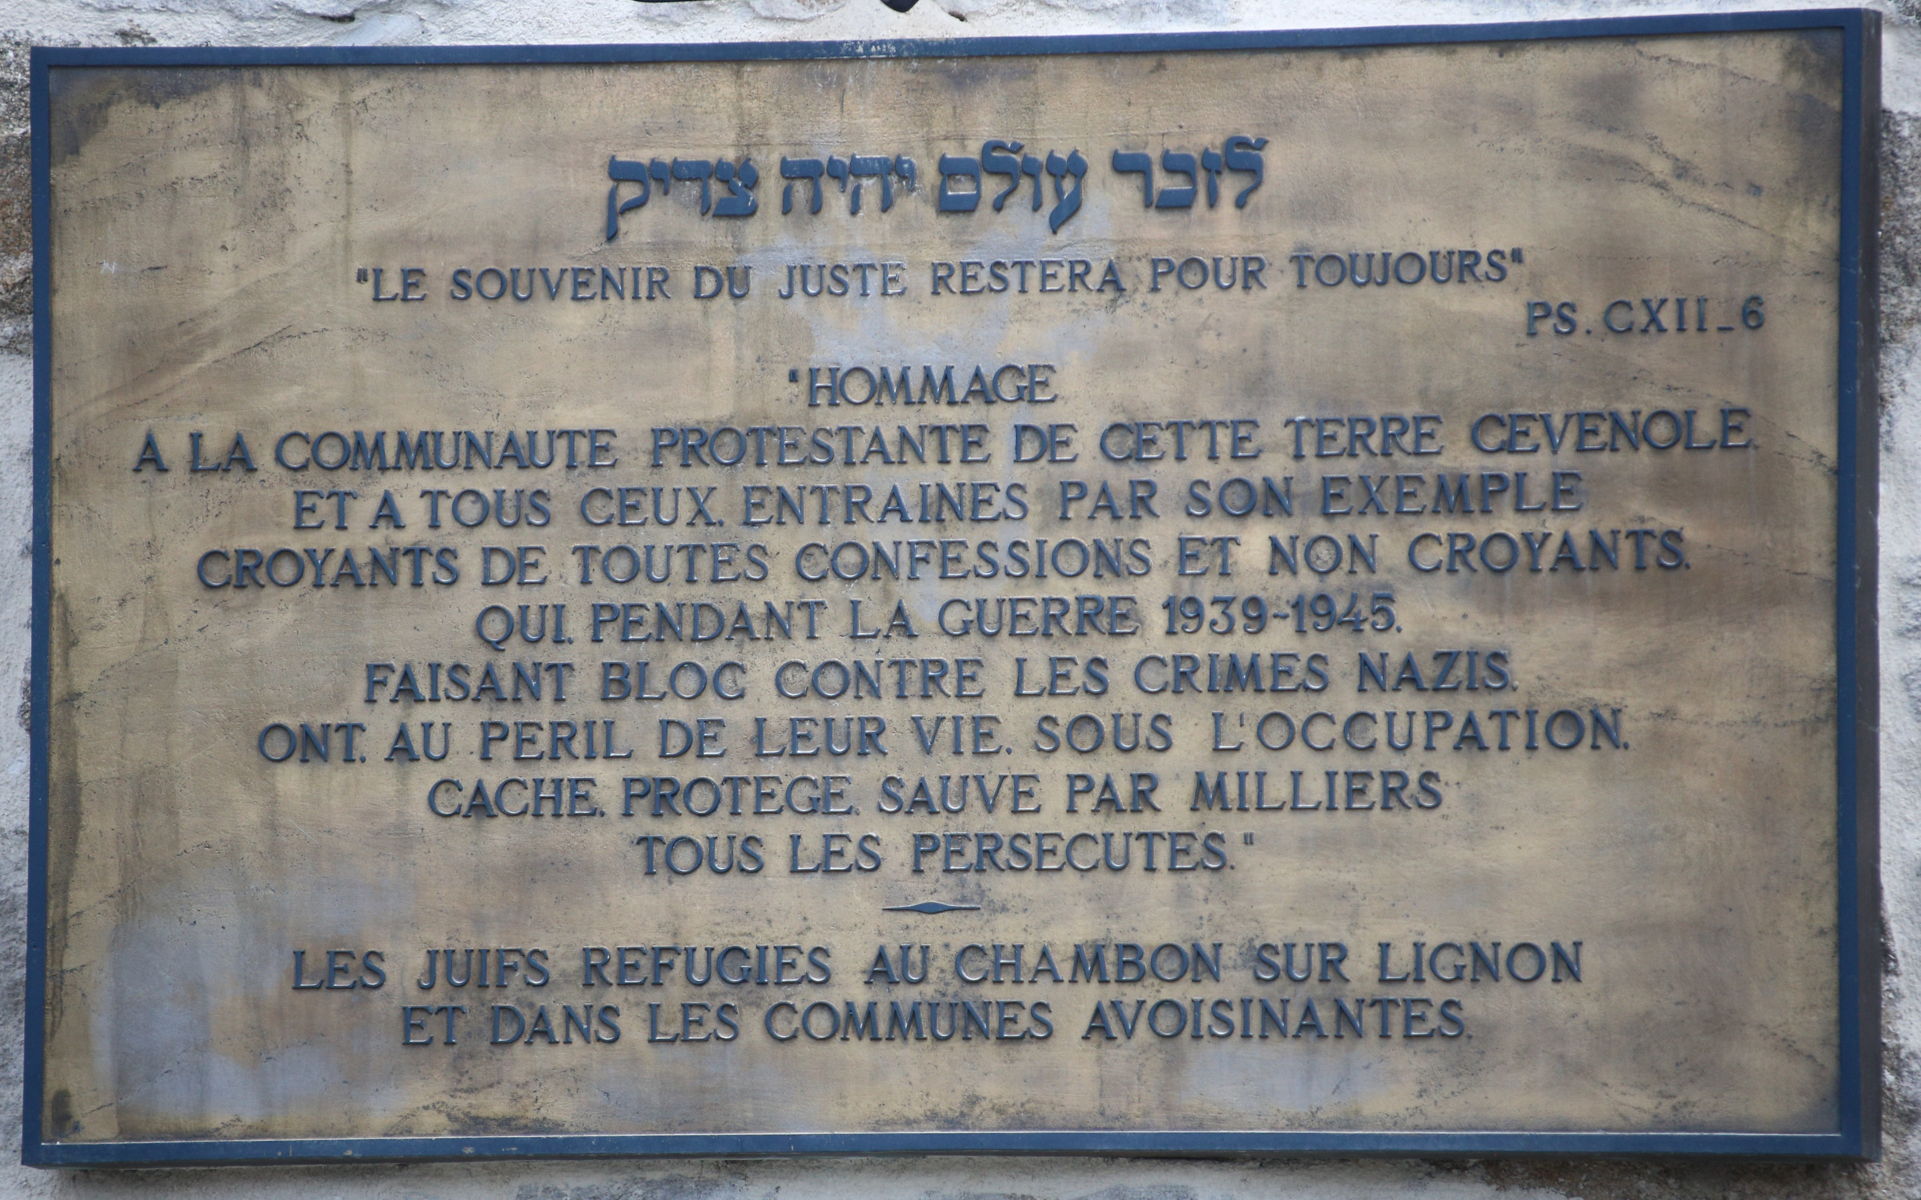 לזכר עולם יהיה צדיק
"LE SOUVENIR DU JUSTE RESTERA POUR TOUJOURS"
PS. CXII_6
"HOMMAGE
A LA COMMUNAUTE PROTESTANTE DE CETTE TERRE CEVENOLE,
ET A TOUS CEUX, ENTRAINES PAR SON EXEMPLE
CROYANTS DE TOUTES CONFESSIONS ET NON CROYANTS,
QUI, PENDANT LA GUERRE 1939-1945,
FAISANT BLOC CONTRE LES CRIMES NAZIS,
ONT, AU PERIL DE LEUR VIE, SOUS L'OCCUPATION,
CACHE, PROTEGE, SAUVE PAR MILLIERS
TOUS LES PERSECUTES."
LES JUIFS REFUGIES AU CHAMBON SUR LIGNON
ET DANS LES COMMUNES AVOISINANTES.